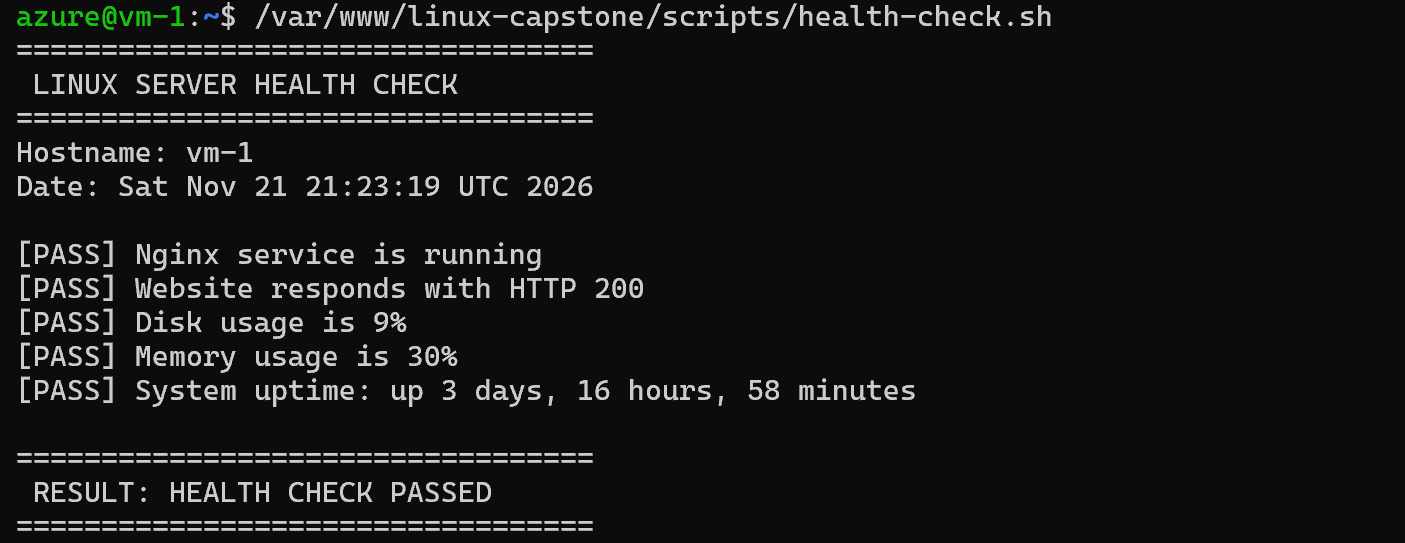 azure@vm-1:~$ /var/www/linux-capstone/scripts/health-check.sh
==================================
 LINUX SERVER HEALTH CHECK
==================================
Hostname: vm-1
Date: Sat Nov 21 21:23:19 UTC 2026

[PASS] Nginx service is running
[PASS] Website responds with HTTP 200
[PASS] Disk usage is 9%
[PASS] Memory usage is 30%
[PASS] System uptime: up 3 days, 16 hours, 58 minutes

==================================
 RESULT: HEALTH CHECK PASSED
==================================